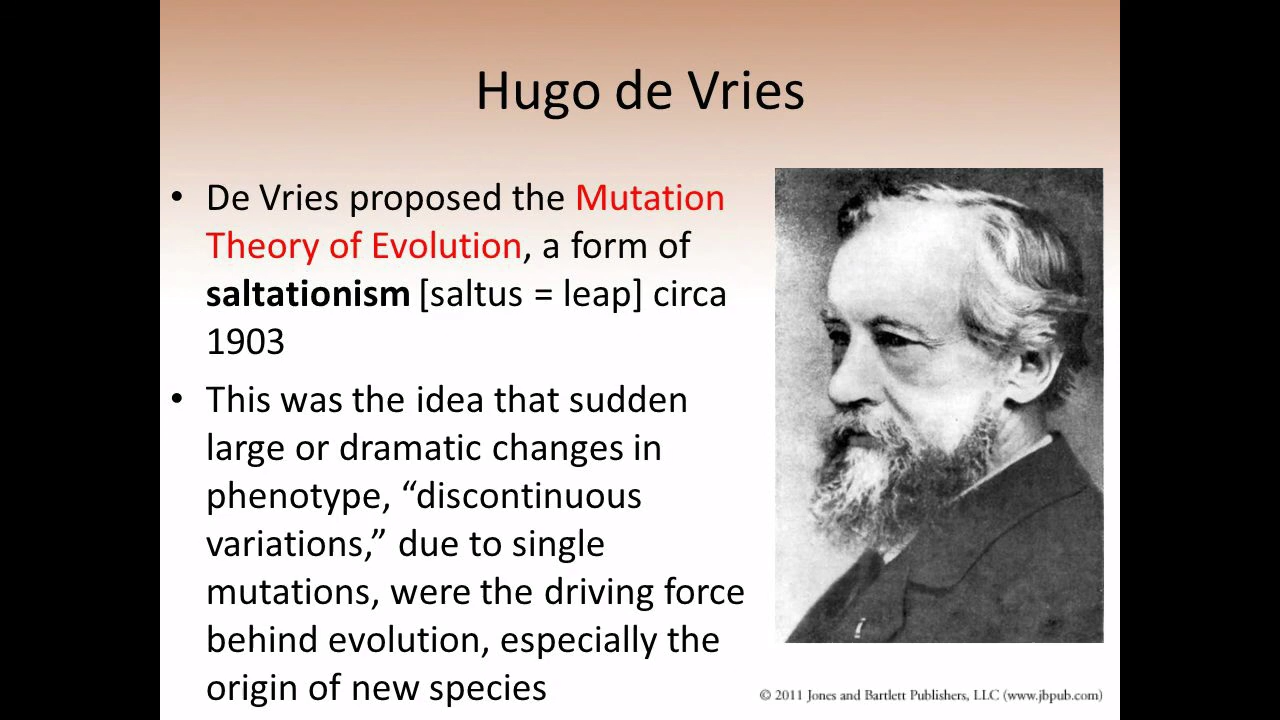 Hugo de Vries
• De Vries proposed the Mutation
Theory of Evolution, a form of
saltationism [saltus = leap] circa
1903
• This was the idea that sudden
large or dramatic changes in
phenotype, “discontinuous
variations,” due to single
mutations, were the driving force
behind evolution, especially the
origin of new species
© 2011 Jones and Bartlett Publishers, LLC (www.jbpub.com)